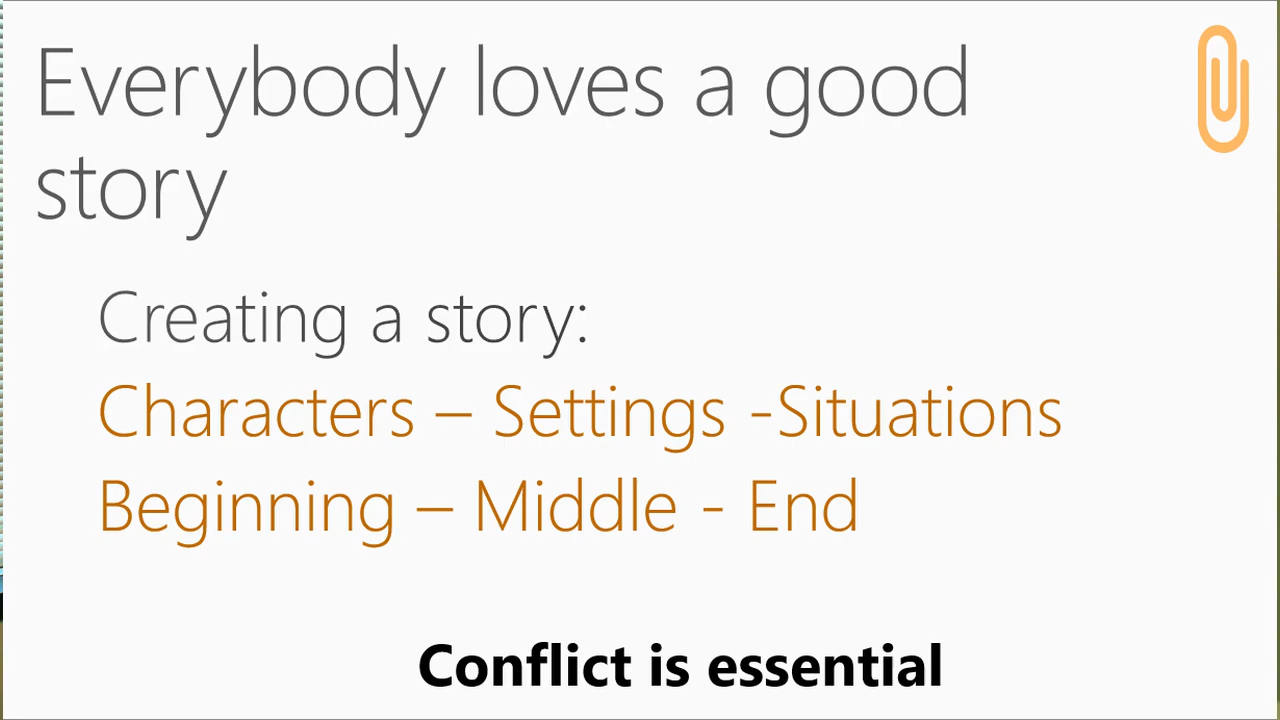 Everybody loves a good
story
Creating a story:
Characters – Settings -Situations
Beginning – Middle - End
Conflict is essential